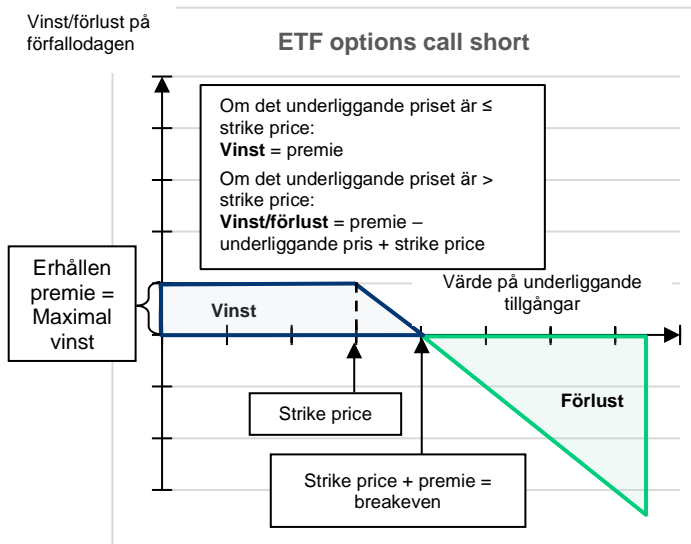 Vinst/förlust på
förfallodagen
ETF options call short
Om det underliggande priset är ≤
strike price:
Vinst = premie
Om det underliggande priset är >
strike price:
Vinst/förlust = premie –
underliggande pris + strike price
Erhållen
premie =
Maximal
vinst
Vinst
Värde på underliggande
tillgångar
Strike price
Förlust
Strike price + premie =
breakeven